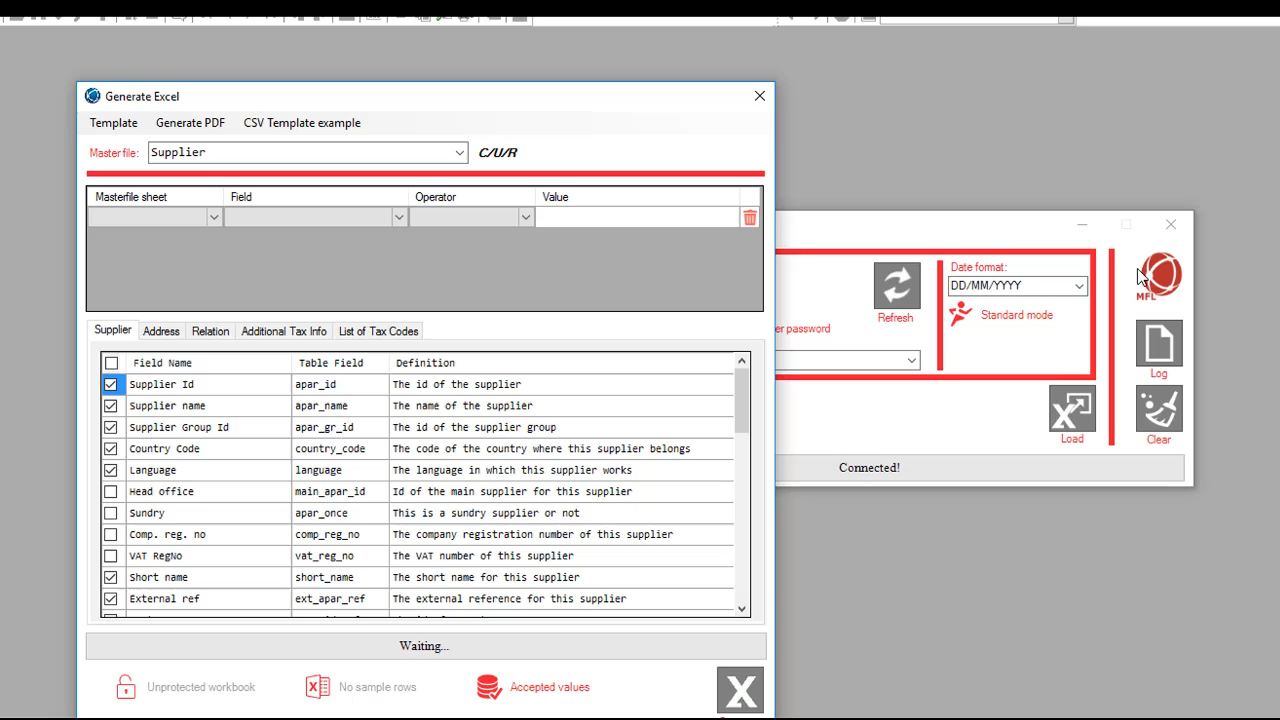 Generate Excel
Template Generate PDF CSV Template example
Master file: Supplier C/U/R
Masterfile sheet Field Operator Value
Supplier Address Relation Additional Tax Info List of Tax Codes
Field Name Table Field Definition
Supplier Id apar_id The id of the supplier
Supplier name apar_name The name of the supplier
Supplier Group Id apar_gr_id The id of the supplier group
Country Code country_code The code of the country where this supplier belongs
Language language The language in which this supplier works
Head office main_apar_id Id of the main supplier for this supplier
Sundry apar_once This is a sundry supplier or not
Comp. reg. no comp_reg_no The company registration number of this supplier
VAT RegNo vat_reg_no The VAT number of this supplier
Short name short_name The short name for this supplier
External ref ext_apar_ref The external reference for this supplier
Waiting...
Unprotected workbook No sample rows Accepted values
Refresh
Date format:
DD/MM/YYYY
Standard mode
password
MFL
Log
Load
Clear
Connected!